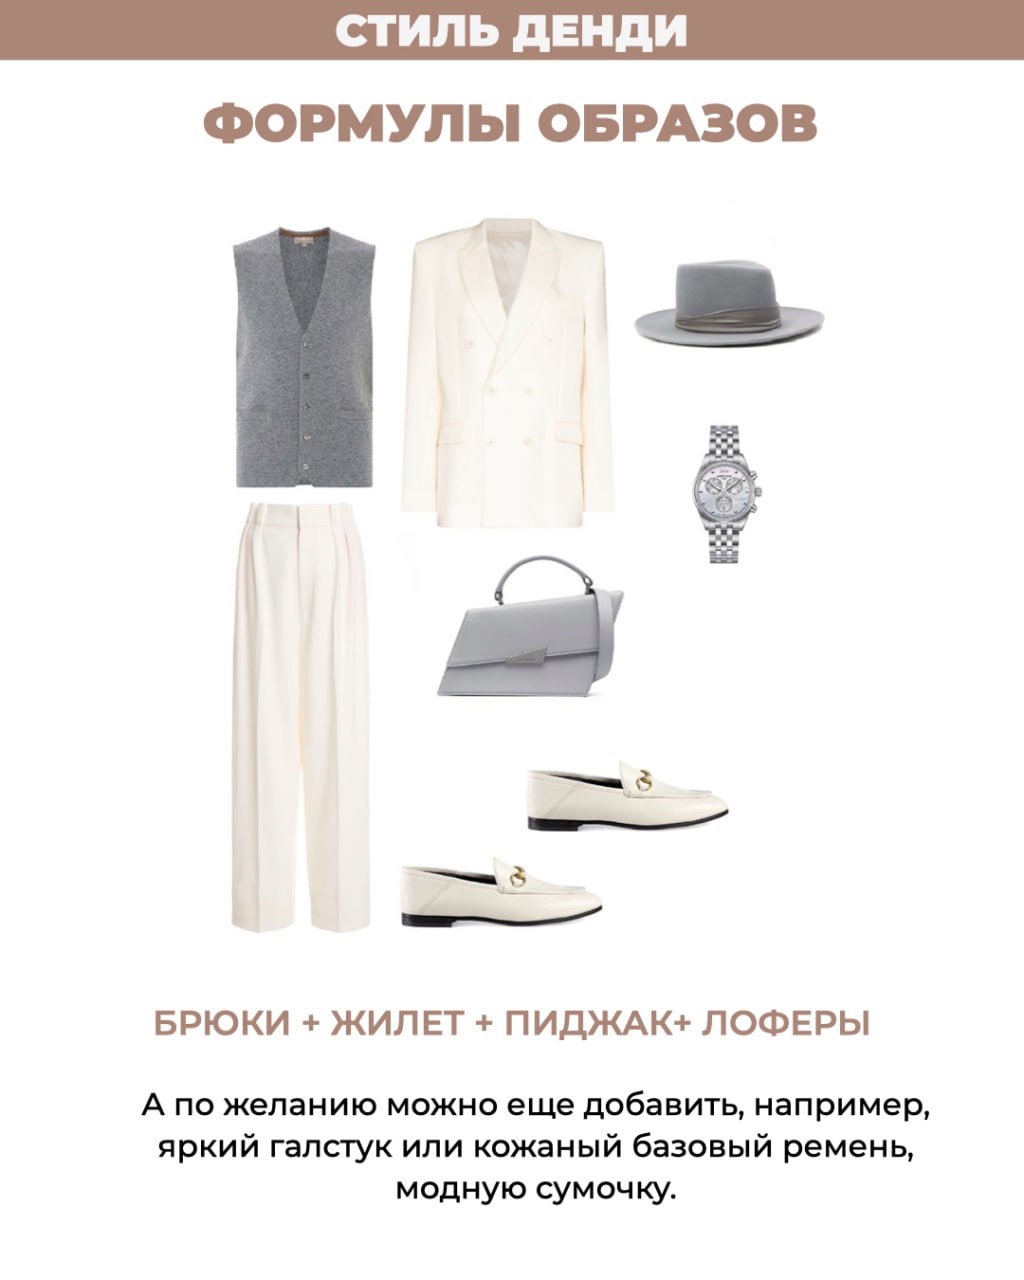 СТИЛЬ ДЕНДИ
ФОРМУЛЫ ОБРАЗОВ
БРЮКИ + ЖИЛЕТ + ПИДЖАК+ ЛОФЕРЫ
А по желанию можно еще добавить, например,
яркий галстук или кожаный базовый ремень,
модную сумочку.